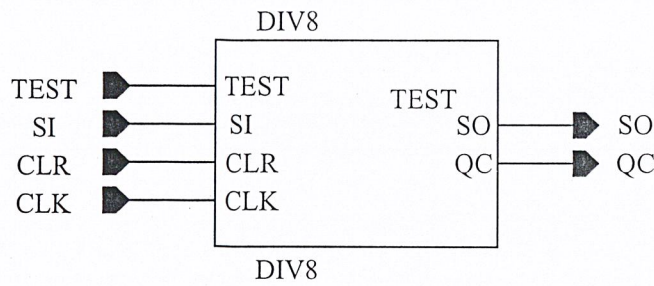 DIV8
TEST TEST
TEST
SI SI
SO SO
CLR CLR
QC QC
CLK CLK
DIV8